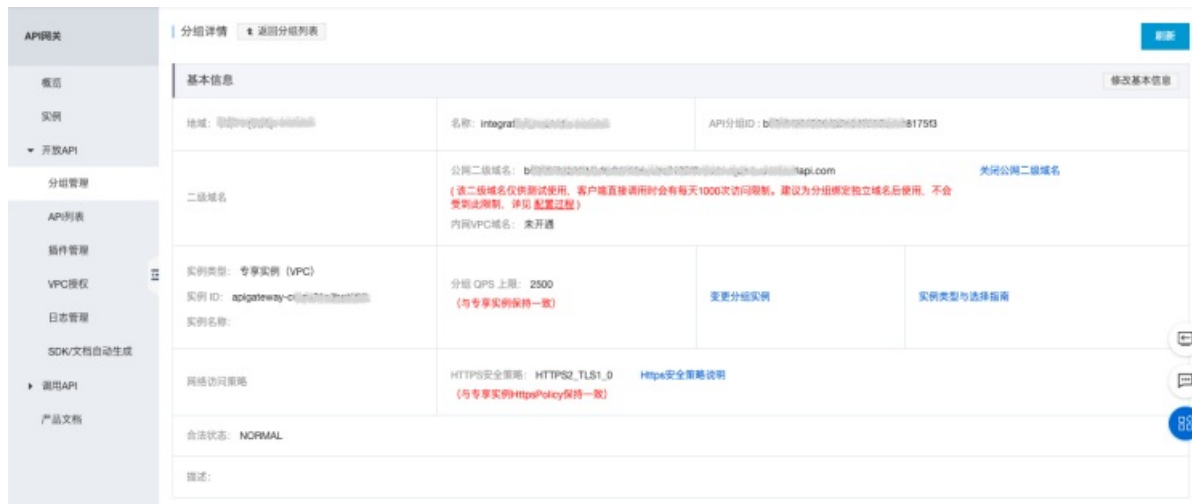 API网关
分组详情
返回分组列表
刷新
概览
实例
开放API
分组管理
API列表
插件管理
VPC授权
日志管理
SDK/文档自动生成
调用API
产品文档
基本信息
修改基本信息
地域：
名称： integrat
API分组ID : b 8175f3
二级域名
公网二级域名： b api.com
关闭公网二级域名
( 该二级域名仅供测试使用，客户端直接调用时会有每天1000次访问限制。建议为分组绑定独立域名后使用，不会
受到此限制，详见 配置过程 )
内网VPC域名： 未开通
实例类型： 专享实例（VPC）
实例 ID： apigateway-c
实例名称：
分组 QPS 上限： 2500
（与专享实例保持一致）
变更分组实例
实例类型与选择指南
网络访问策略
HTTPS安全策略： HTTPS2_TLS1_0
Https安全策略说明
（与专享实例HttpsPolicy保持一致）
合法状态： NORMAL
描述：